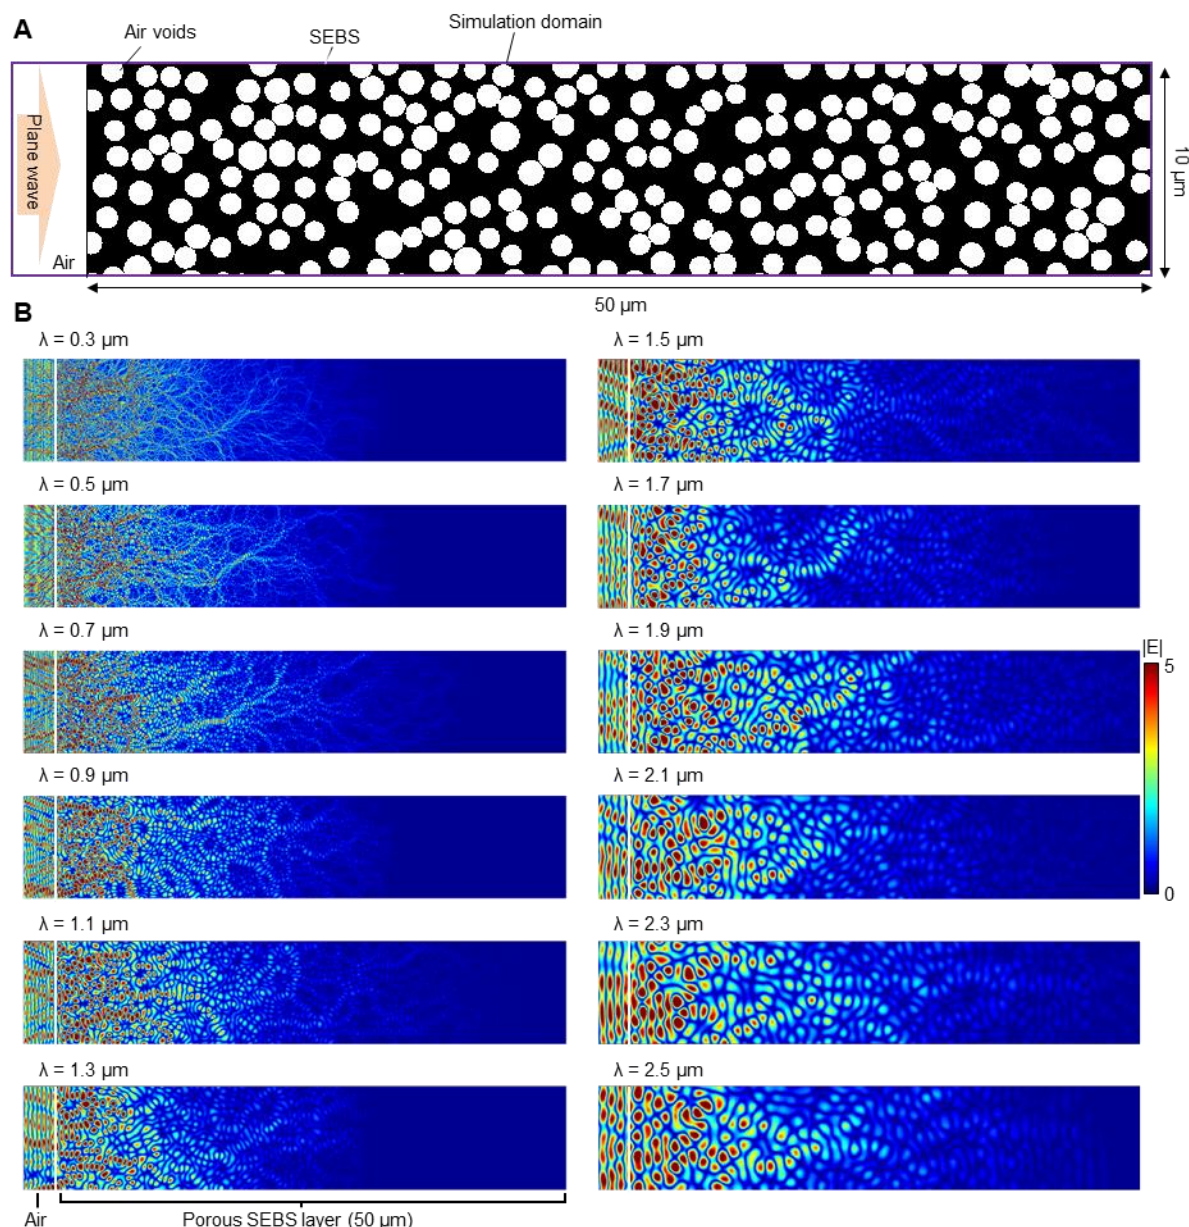 A
Air voids
SEBS
Simulation domain
Plane wave
Air
10 µm
50 µm
B
λ = 0.3 µm
λ = 1.5 µm
λ = 0.5 µm
λ = 1.7 µm
λ = 0.7 µm
λ = 1.9 µm
|E|
5
0
λ = 0.9 µm
λ = 2.1 µm
λ = 1.1 µm
λ = 2.3 µm
λ = 1.3 µm
λ = 2.5 µm
Air
Porous SEBS layer (50 µm)